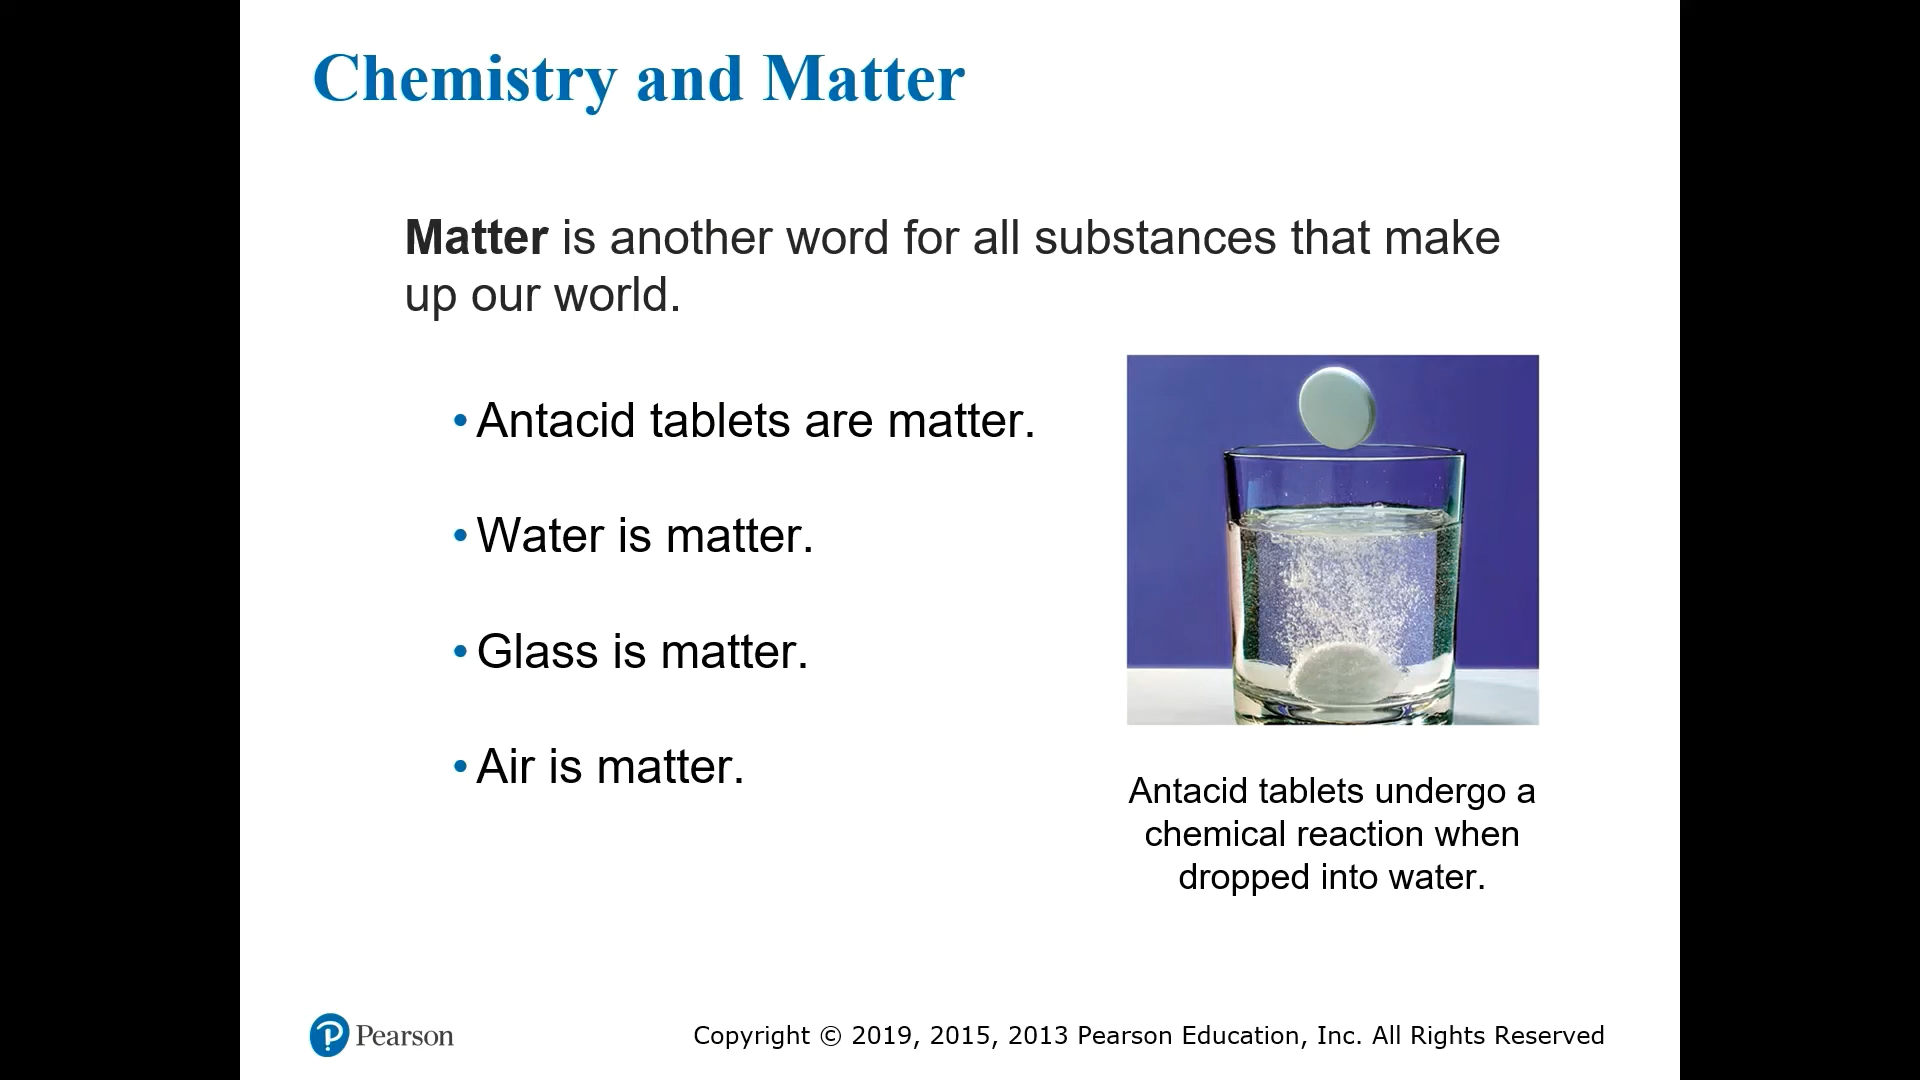 Chemistry and Matter
Matter is another word for all substances that make
up our world.
• Antacid tablets are matter.
• Water is matter.
• Glass is matter.
• Air is matter.
Antacid tablets undergo a
chemical reaction when
dropped into water.
Pearson
Copyright © 2019, 2015, 2013 Pearson Education, Inc. All Rights Reserved